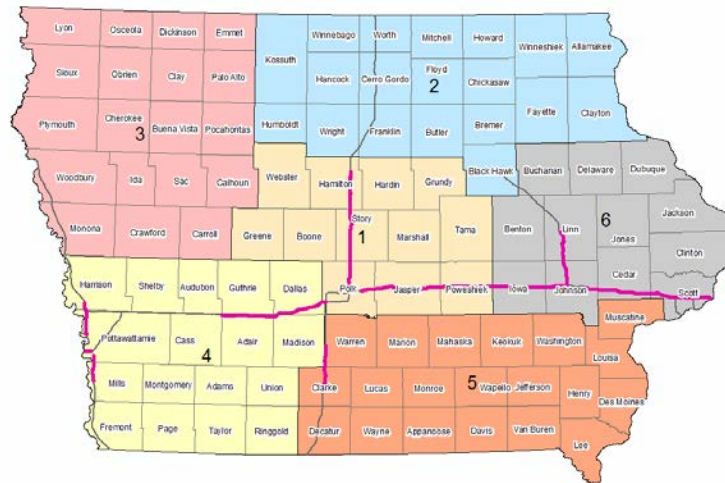 Lyon Osceola Dickinson Emmet Winnebago Worth Mitchell Howard Winneshiek Allamakee
Kossuth
Sioux Obrien Clay Palo Alto Hancock Cerro Gordo Floyd Chickasaw
2
Plymouth Cherokee Buena Vista Pocahontas Humboldt Wright Franklin Butler Bremer Fayette Clayton
3
Woodbury Ida Sac Calhoun Webster Hamilton Hardin Grundy Black Hawk Buchanan Delaware Dubuque
Monona Crawford Carroll Greene Boone Story Marshall Tama Benton Linn Jones Jackson
1 6
Clinton
Harrison Shelby Audubon Guthrie Dallas Polk Jasper Poweshiek Iowa Johnson Cedar Scott
Muscatine
Pottawattamie Cass Adair Madison Warren Marion Mahaska Keokuk Washington Louisa
4
Mills Montgomery Adams Union Clarke Lucas Monroe Wapello Jefferson Henry Des Moines
5
Fremont Page Taylor Ringgold Decatur Wayne Appanoose Davis Van Buren Lee